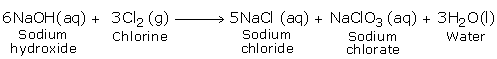 6NaOH(aq) + 3Cl₂(g) ⟶ 5NaCl (aq) + NaClO₃(aq) + 3H₂O(l)
Sodium Chlorine Sodium Sodium Water
hydroxide chloride chlorate